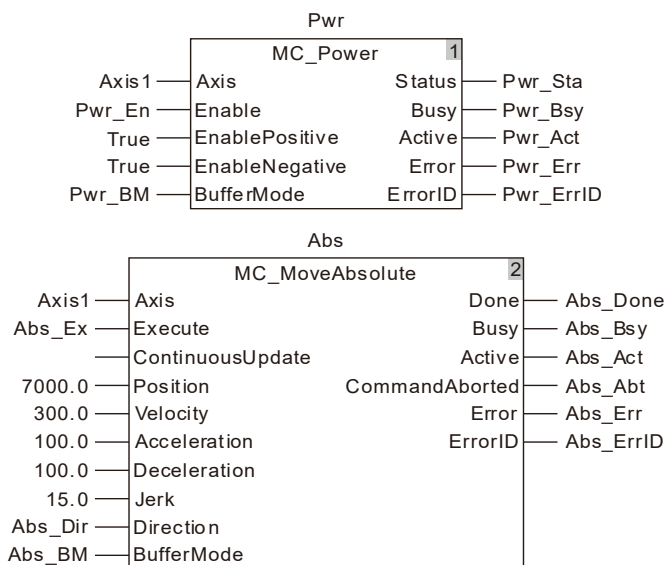 Pwr
MC_Power 1
Axis1 Axis Status Pwr_Sta
Pwr_En Enable Busy Pwr_Bsy
True EnablePositive Active Pwr_Act
True EnableNegative Error Pwr_Err
Pwr_BM BufferMode ErrorID Pwr_ErrID
Abs
MC_MoveAbsolute 2
Axis1 Axis Done Abs_Done
Abs_Ex Execute Busy Abs_Bsy
ContinuousUpdate Active Abs_Act
7000.0 Position CommandAborted Abs_Abt
300.0 Velocity Error Abs_Err
100.0 Acceleration ErrorID Abs_ErrID
100.0 Deceleration
15.0 Jerk
Abs_Dir Direction
Abs_BM BufferMode